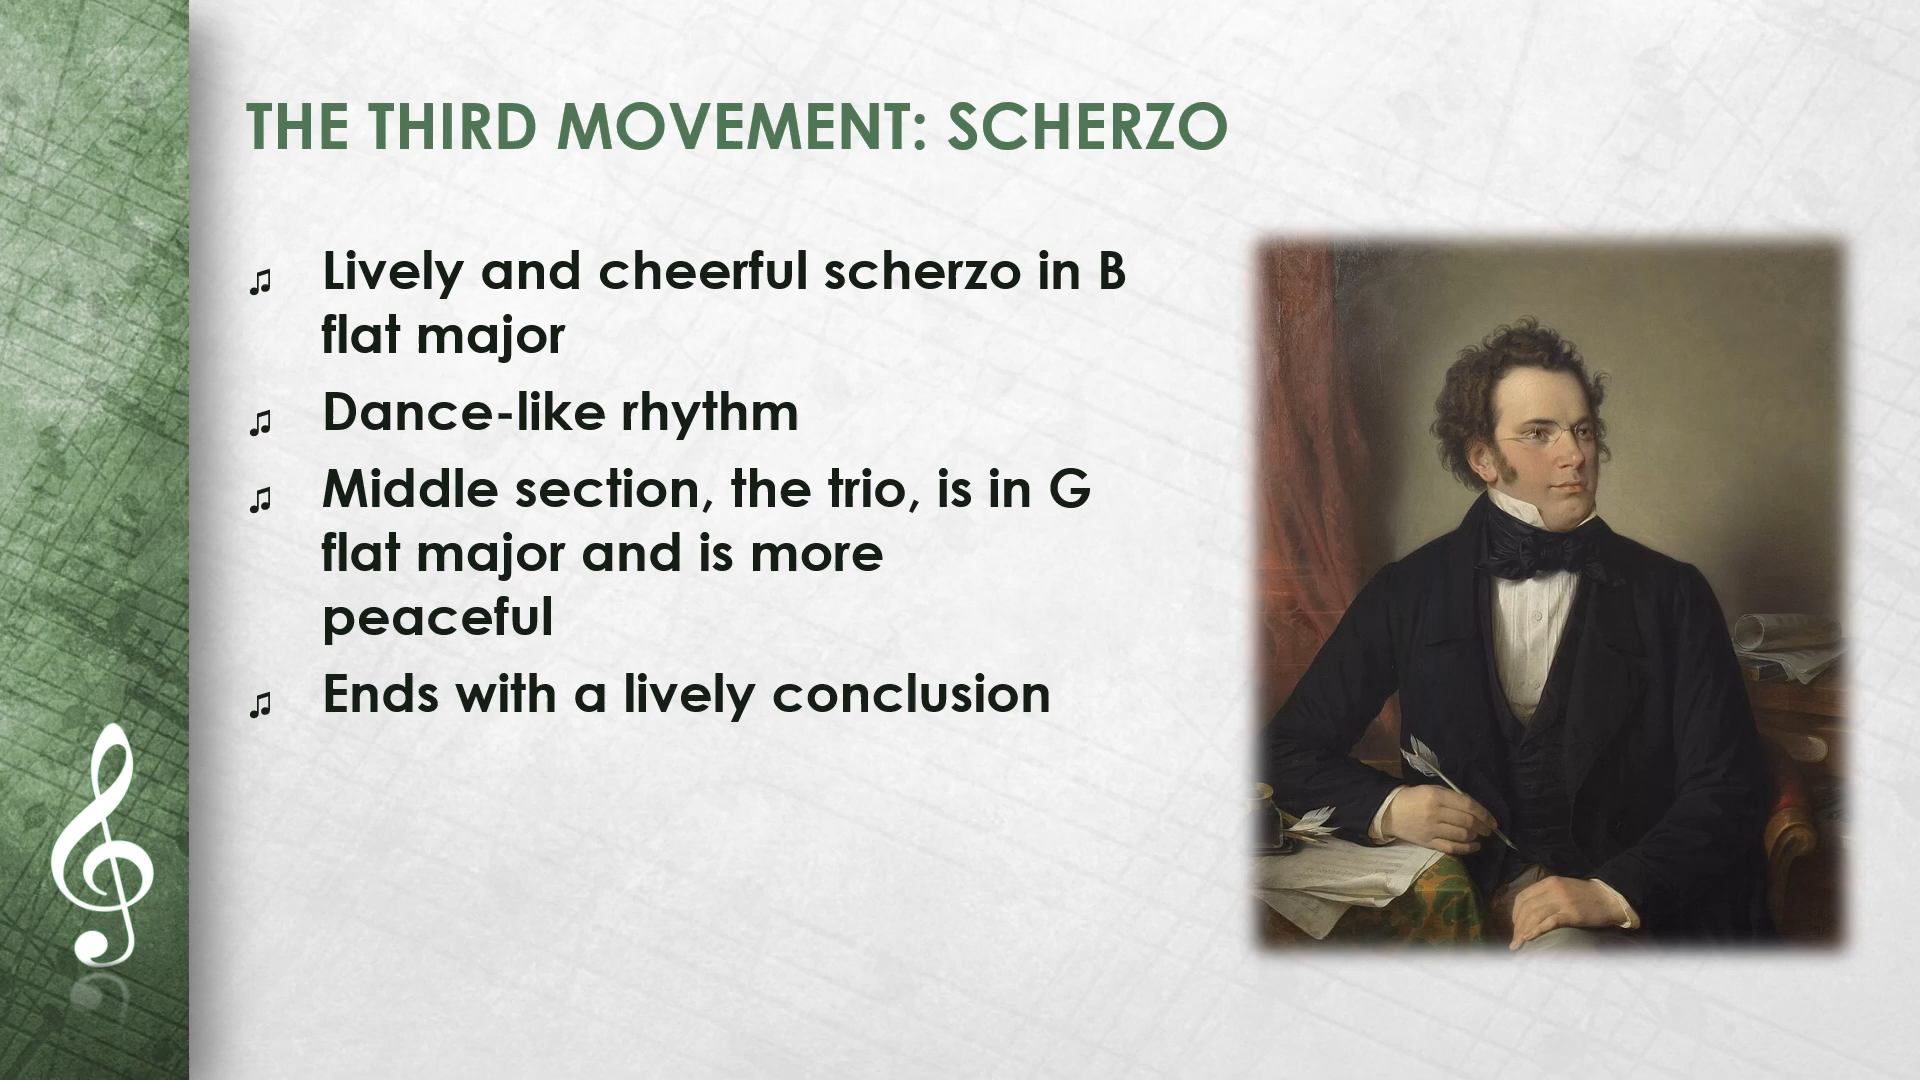 THE THIRD MOVEMENT: SCHERZO
♫ Lively and cheerful scherzo in B
flat major
♫ Dance-like rhythm
♫ Middle section, the trio, is in G
flat major and is more
peaceful
♫ Ends with a lively conclusion